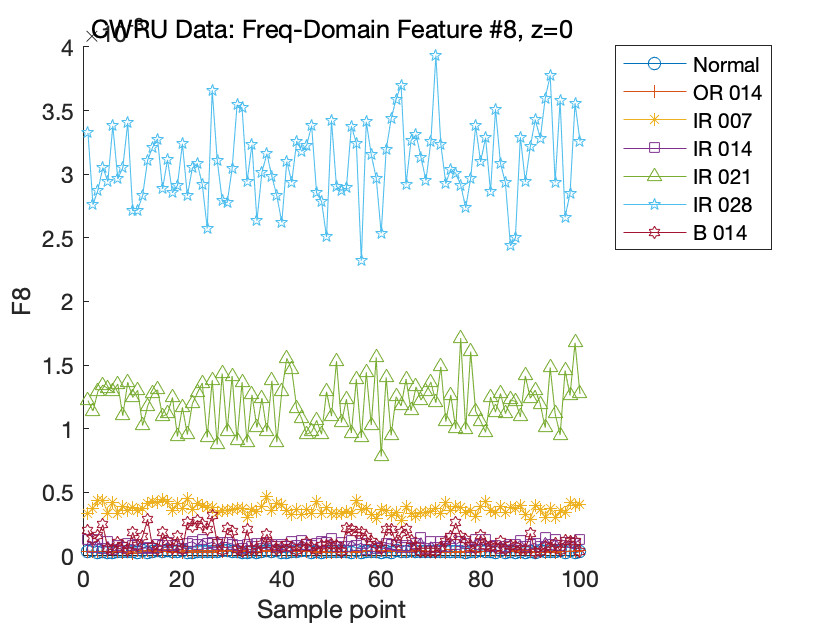 CWRU Data: Freq-Domain Feature #8, z=0
4
3.5
3
2.5
2
1.5
1
0.5
0
0 20 40 60 80 100
F8
Sample point
Normal
OR 014
IR 007
IR 014
IR 021
IR 028
B 014